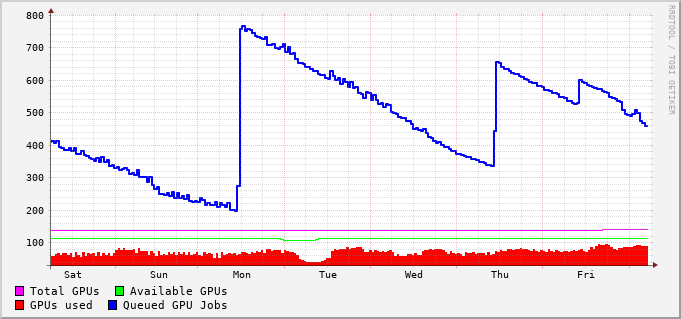 800
700
600
500
400
300
200
100
Sat Sun Mon Tue Wed Thu Fri
Total GPUs Available GPUs
GPUs used Queued GPU Jobs
RRDTOOL / TOBI OETIKER